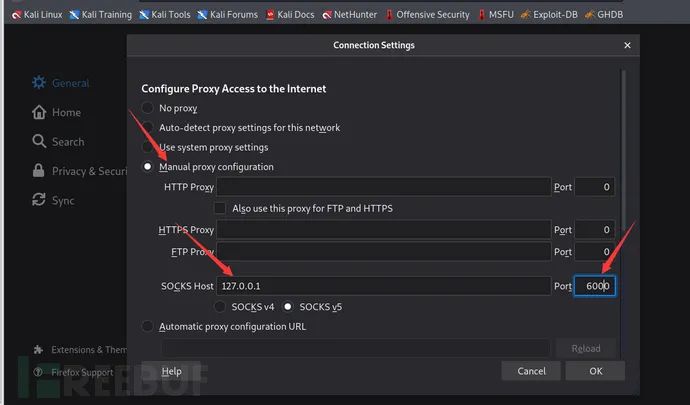 Kali Linux Kali Training Kali Tools Kali Forums Kali Docs NetHunter Offensive Security MSFU Exploit-DB GHDB
Connection Settings
General
Home
Search
Privacy & Securi
Sync
Extensions & Them
Firefox Support
Configure Proxy Access to the Internet
No proxy
Auto-detect proxy settings for this network
Use system proxy settings
Manual proxy configuration
HTTP Proxy Port 0
Also use this proxy for FTP and HTTPS
HTTPS Proxy Port 0
FTP Proxy Port 0
SOCKS Host 127.0.0.1 Port 6000
SOCKS v4 SOCKS v5
Automatic proxy configuration URL
Reload
Help Cancel OK
FREEBUF